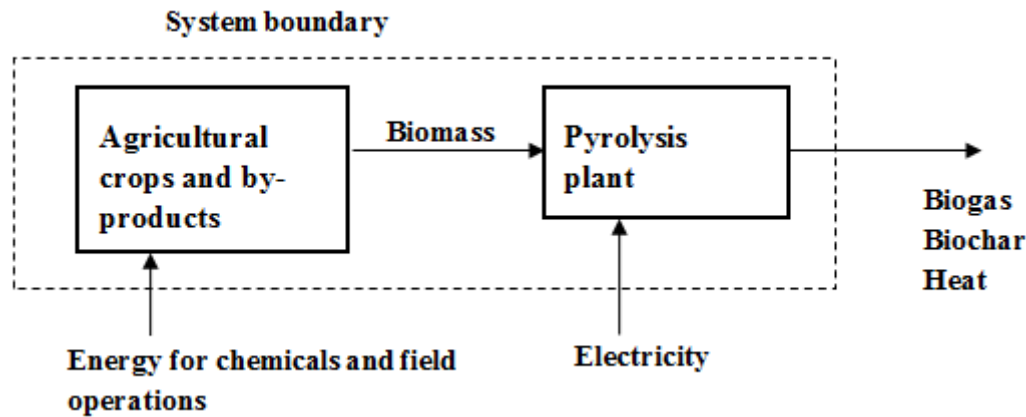 System boundary
Agricultural
crops and by-
products
Biomass
Pyrolysis
plant
Biogas
Biochar
Heat
Energy for chemicals and field
operations
Electricity